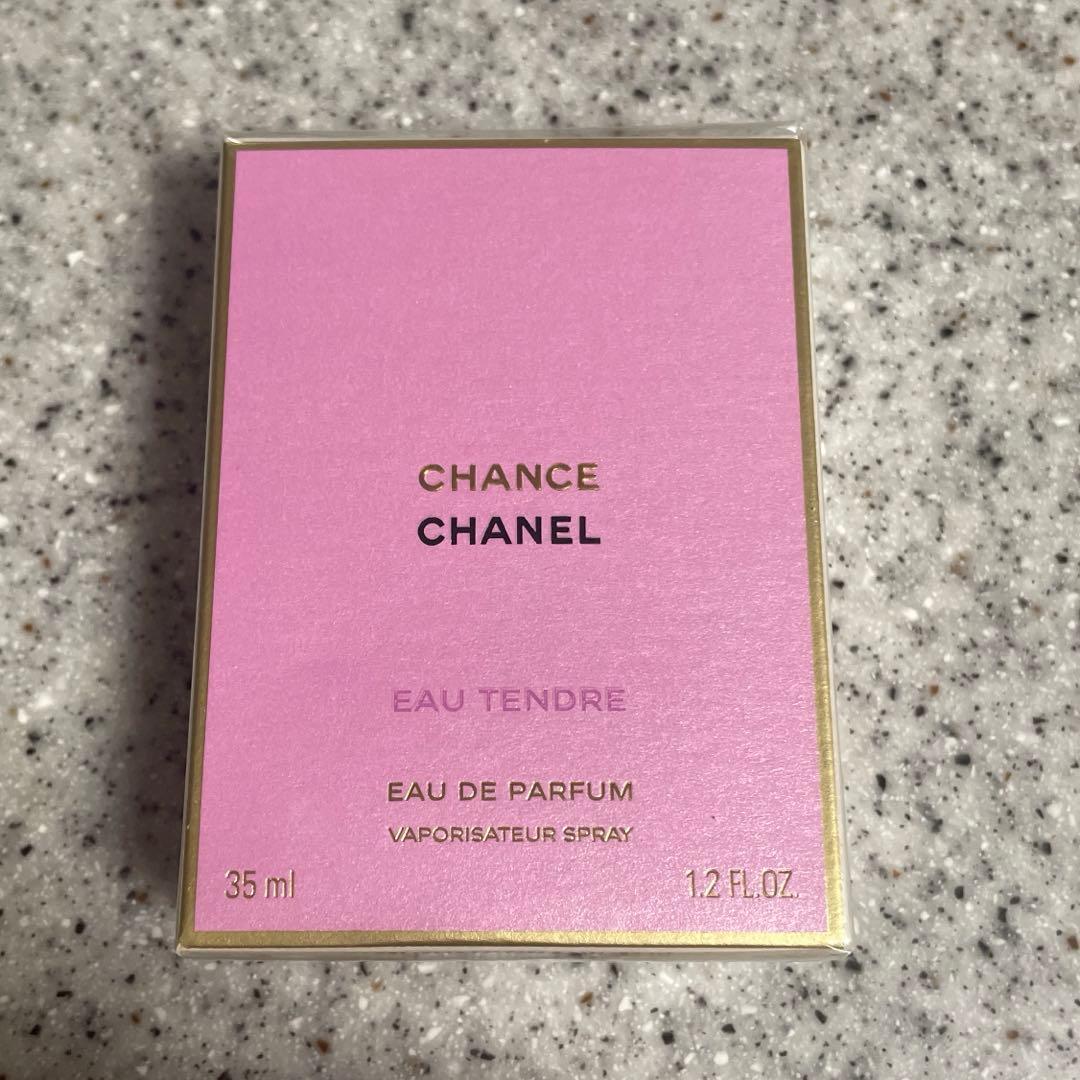 CHANCE
CHANEL
EAU TENDRE
EAU DE PARFUM
VAPORISATEUR SPRAY
35 ml 1.2 FL.OZ.